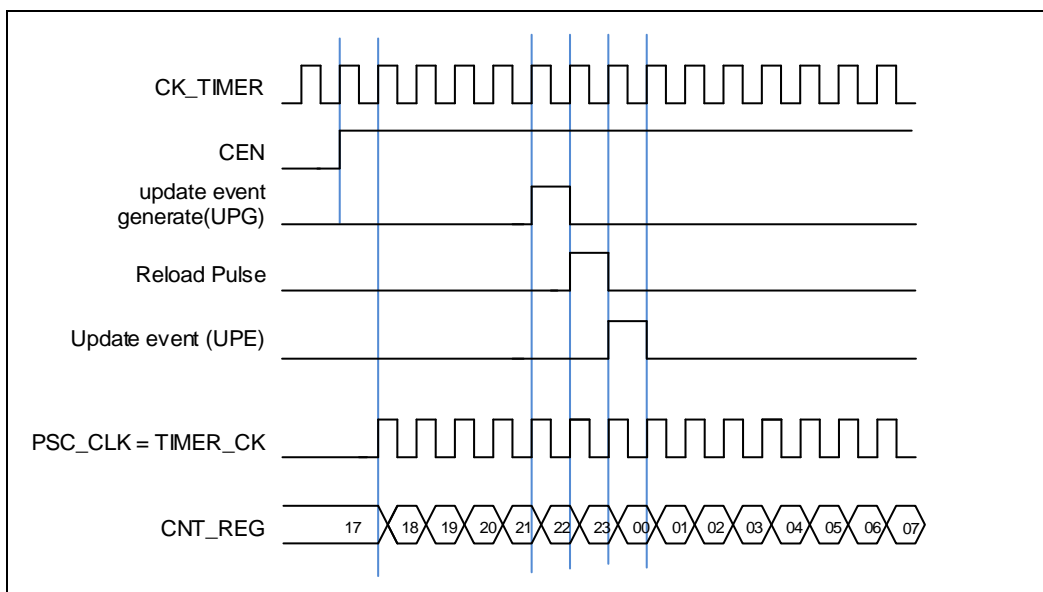 CK_TIMER
CEN
update event
generate(UPG)
Reload Pulse
Update event (UPE)
PSC_CLK = TIMER_CK
CNT_REG 17 18 19 20 21 22 23 00 01 02 03 04 05 06 07